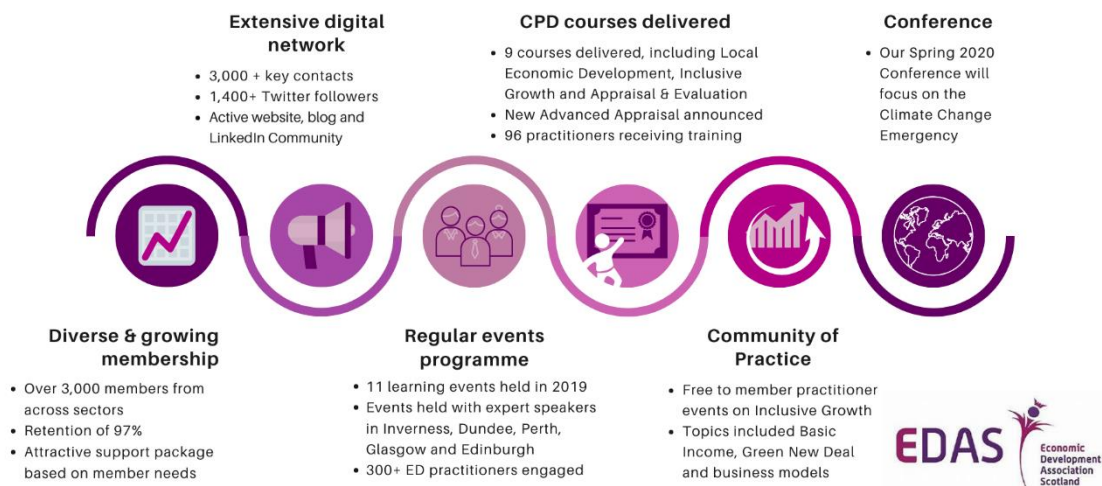 Extensive digital
network
• 3,000 + key contacts
• 1,400+ Twitter followers
• Active website, blog and
LinkedIn Community
CPD courses delivered
• 9 courses delivered, including Local
Economic Development, Inclusive
Growth and Appraisal & Evaluation
• New Advanced Appraisal announced
• 96 practitioners receiving training
Conference
• Our Spring 2020
Conference will
focus on the
Climate Change
Emergency
Diverse & growing
membership
• Over 3,000 members from
across sectors
• Retention of 97%
• Attractive support package
based on member needs
Regular events
programme
• 11 learning events held in 2019
• Events held with expert speakers
in Inverness, Dundee, Perth,
Glasgow and Edinburgh
• 300+ ED practitioners engaged
Community of
Practice
• Free to member practitioner
events on Inclusive Growth
• Topics included Basic
Income, Green New Deal
and business models
EDAS
Economic
Development
Association
Scotland